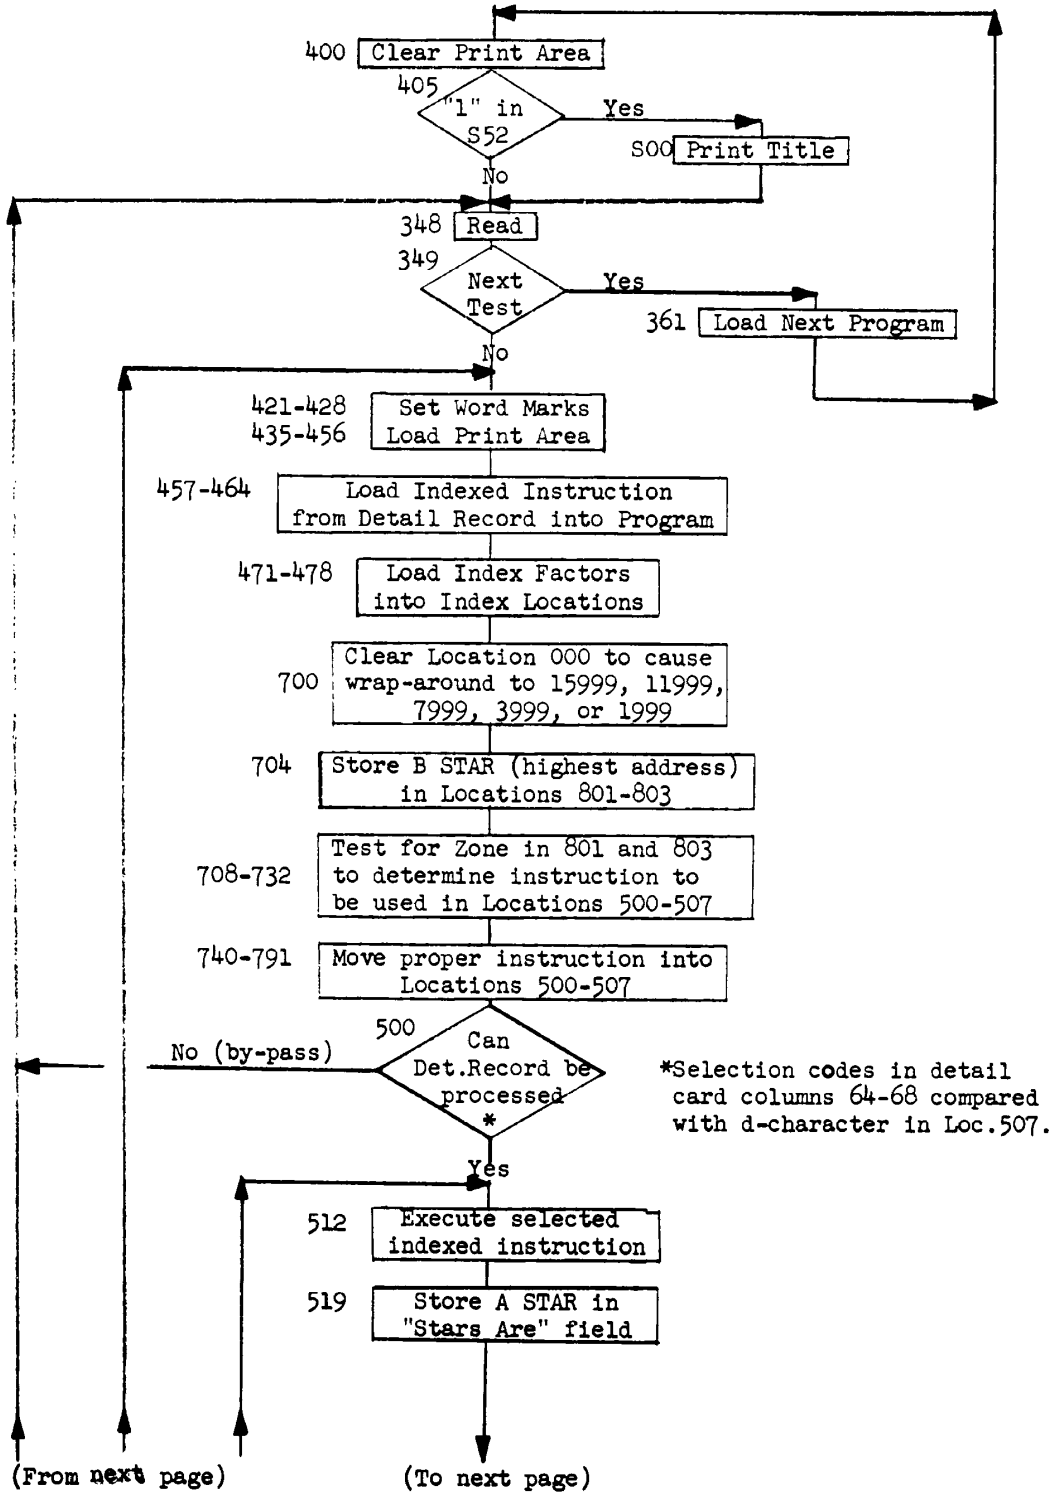 400 Clear Print Area
405
"1" in
S52
Yes
S00 Print Title
No
348 Read
349
Next
Test
Yes
361 Load Next Program
No
421-428 Set Word Marks
435-456 Load Print Area
457-464 Load Indexed Instruction
from Detail Record into Program
471-478 Load Index Factors
into Index Locations
Clear Location 000 to cause
700 wrap-around to 15999, 11999,
7999, 3999, or 1999
704 Store B STAR (highest address)
in Locations 801-803
Test for Zone in 801 and 803
708-732 to determine instruction to
be used in Locations 500-507
740-791 Move proper instruction into
Locations 500-507
500
Can
Det.Record be
processed
*
No (by-pass)
*Selection codes in detail
card columns 64-68 compared
with d-character in Loc.507.
Yes
512 Execute selected
indexed instruction
519 Store A STAR in
"Stars Are" field
(From next page) (To next page)